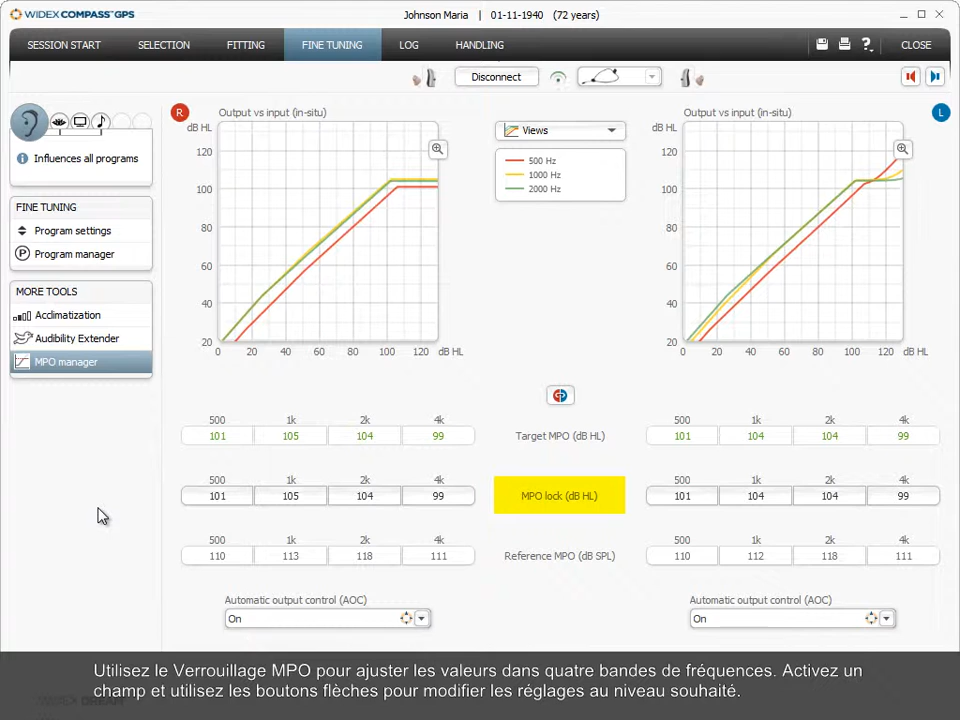 WIDEX COMPASS™GPS
Johnson Maria | 01-11-1940 (72 years)
SESSION START SELECTION FITTING FINE TUNING LOG HANDLING ? CLOSE
Disconnect
R Output vs input (in-situ)
dB HL
120
100
80
60
40
20
0 20 40 60 80 100 120 dB HL
Views
500 Hz
1000 Hz
2000 Hz
Output vs input (in-situ) L
dB HL
120
100
80
60
40
20
0 20 40 60 80 100 120 dB HL
Influences all programs
FINE TUNING
Program settings
P Program manager
MORE TOOLS
Acclimatization
Audibility Extender
MPO manager
500 1k 2k 4k 500 1k 2k 4k
101 105 104 99 Target MPO (dB HL) 101 104 104 99
500 1k 2k 4k 500 1k 2k 4k
101 105 104 99 MPO lock (dB HL) 101 104 104 99
500 1k 2k 4k 500 1k 2k 4k
110 113 118 111 Reference MPO (dB SPL) 110 112 118 111
Automatic output control (AOC) Automatic output control (AOC)
On On
Utilisez le Verrouillage MPO pour ajuster les valeurs dans quatre bandes de fréquences. Activez un
champ et utilisez les boutons flèches pour modifier les réglages au niveau souhaité.
WIDEX DREAM